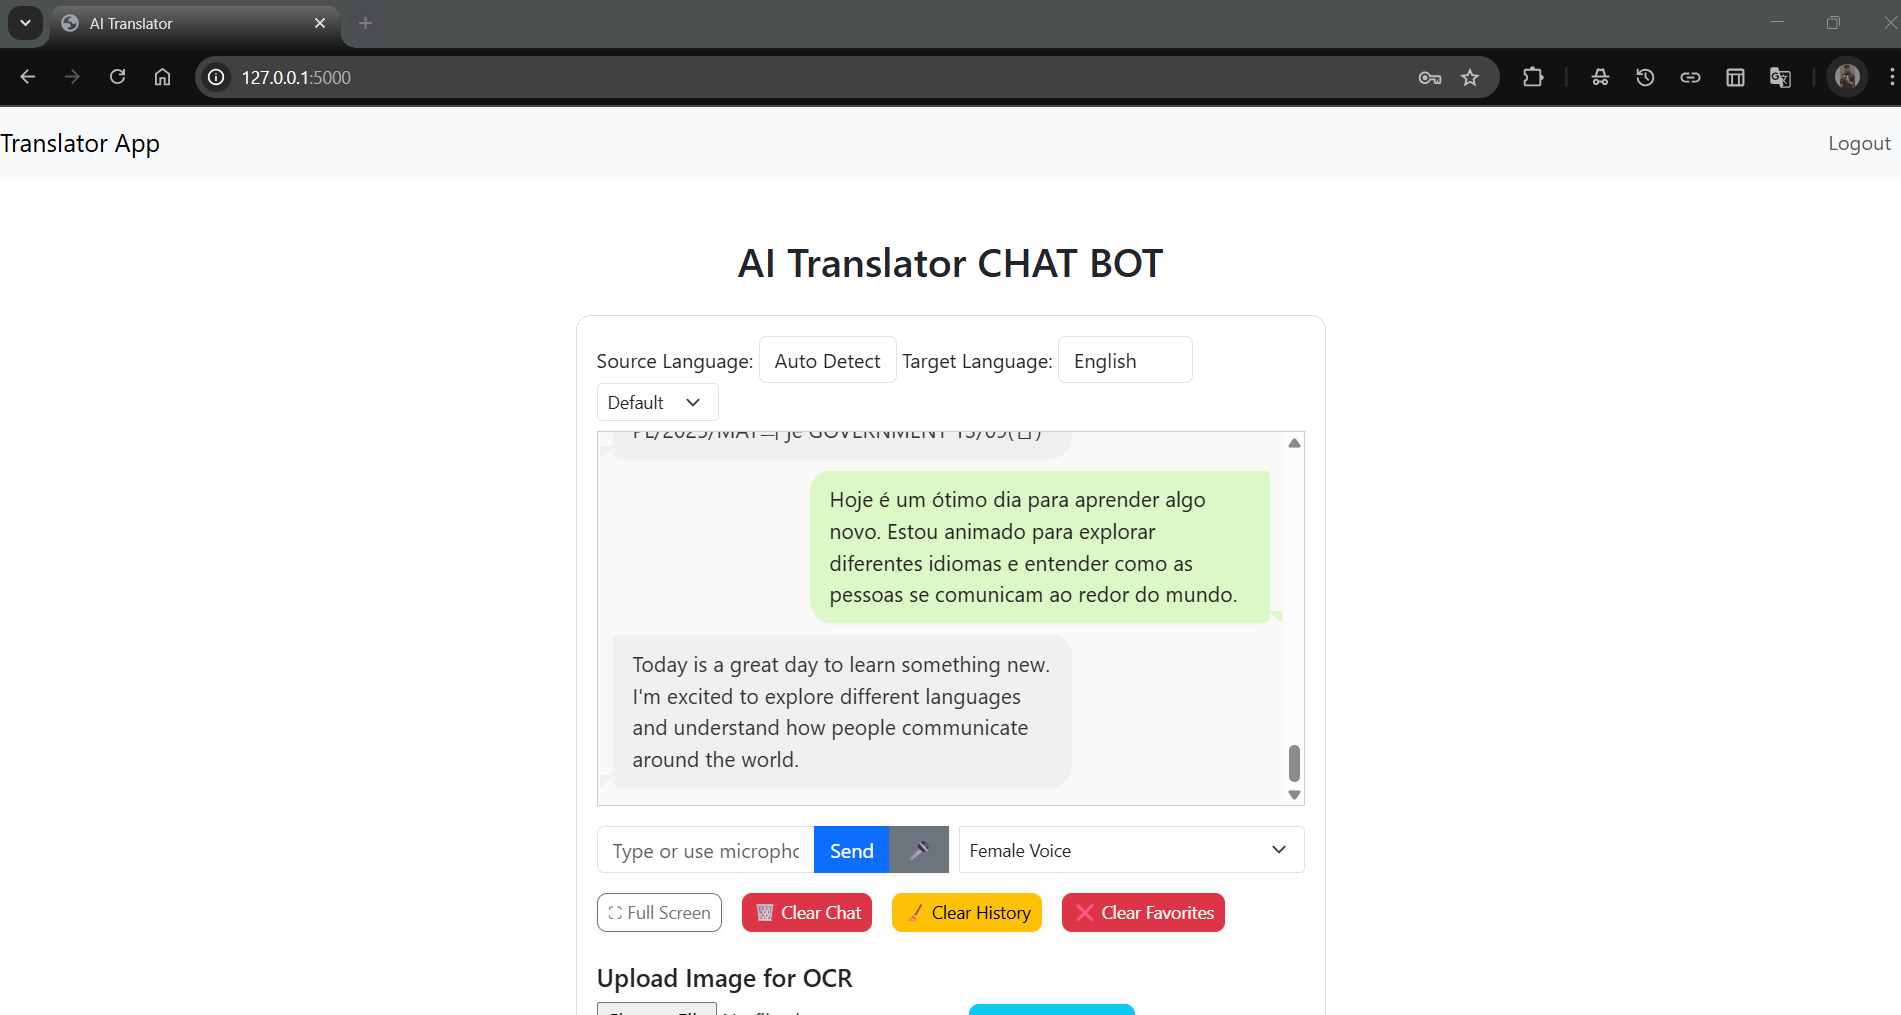 AI Translator
127.0.0.1:5000
Translator App
Logout
AI Translator CHAT BOT
Source Language: Auto Detect Target Language: English
Default
GOVERNMENT
Hoje é um ótimo dia para aprender algo
novo. Estou animado para explorar
diferentes idiomas e entender como as
pessoas se comunicam ao redor do mundo.
Today is a great day to learn something new.
I'm excited to explore different languages
and understand how people communicate
around the world.
Type or use micropho Send Female Voice
Full Screen Clear Chat Clear History Clear Favorites
Upload Image for OCR